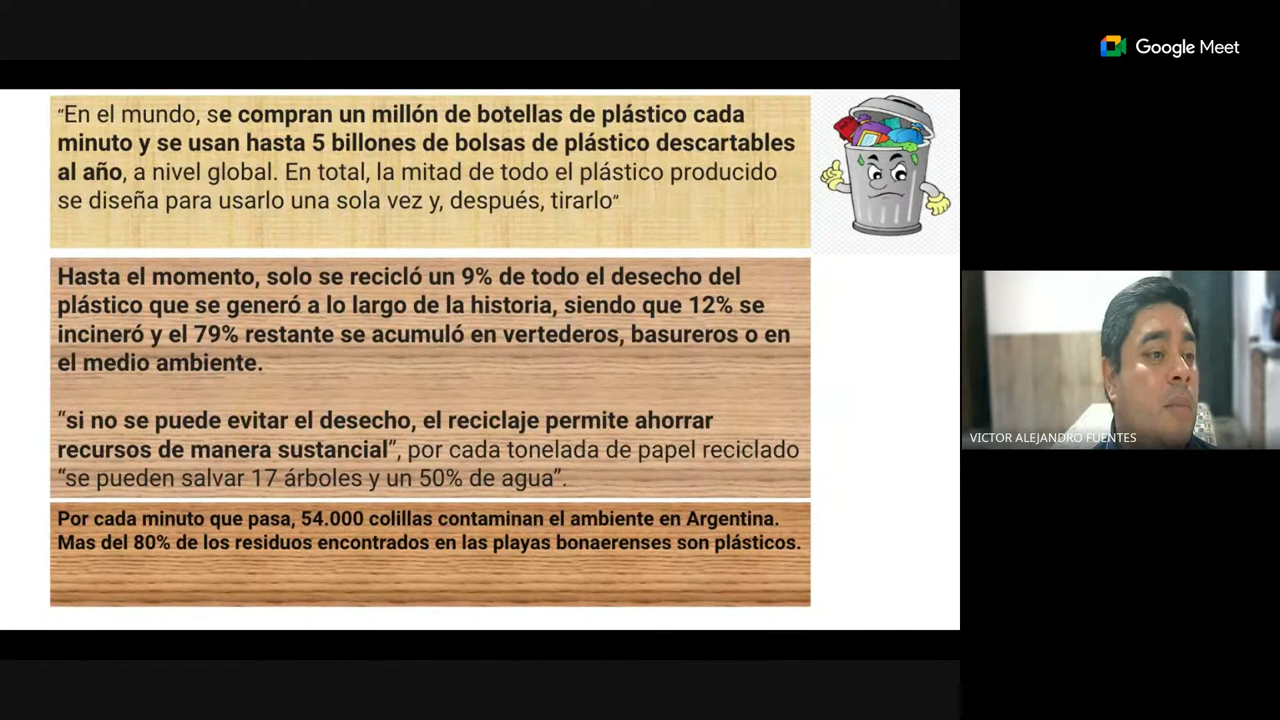 Google Meet
"En el mundo, se compran un millón de botellas de plástico cada
minuto y se usan hasta 5 billones de bolsas de plástico descartables
al año, a nivel global. En total, la mitad de todo el plástico producido
se diseña para usarlo una sola vez y, después, tirarlo"
Hasta el momento, solo se recicló un 9% de todo el desecho del
plástico que se generó a lo largo de la historia, siendo que 12% se
incineró y el 79% restante se acumuló en vertederos, basureros o en
el medio ambiente.
“si no se puede evitar el desecho, el reciclaje permite ahorrar
recursos de manera sustancial”, por cada tonelada de papel reciclado
“se pueden salvar 17 árboles y un 50% de agua”.
Por cada minuto que pasa, 54.000 colillas contaminan el ambiente en Argentina.
Mas del 80% de los residuos encontrados en las playas bonaerenses son plásticos.
VICTOR ALEJANDRO FUENTES